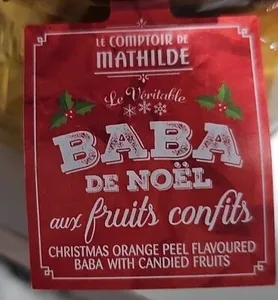 LE COMPTOIR DE
MATHILDE
Le Véritable
BABA
DE NOËL
aux fruits confits
CHRISTMAS ORANGE PEEL FLAVOURED
BABA WITH CANDIED FRUITS